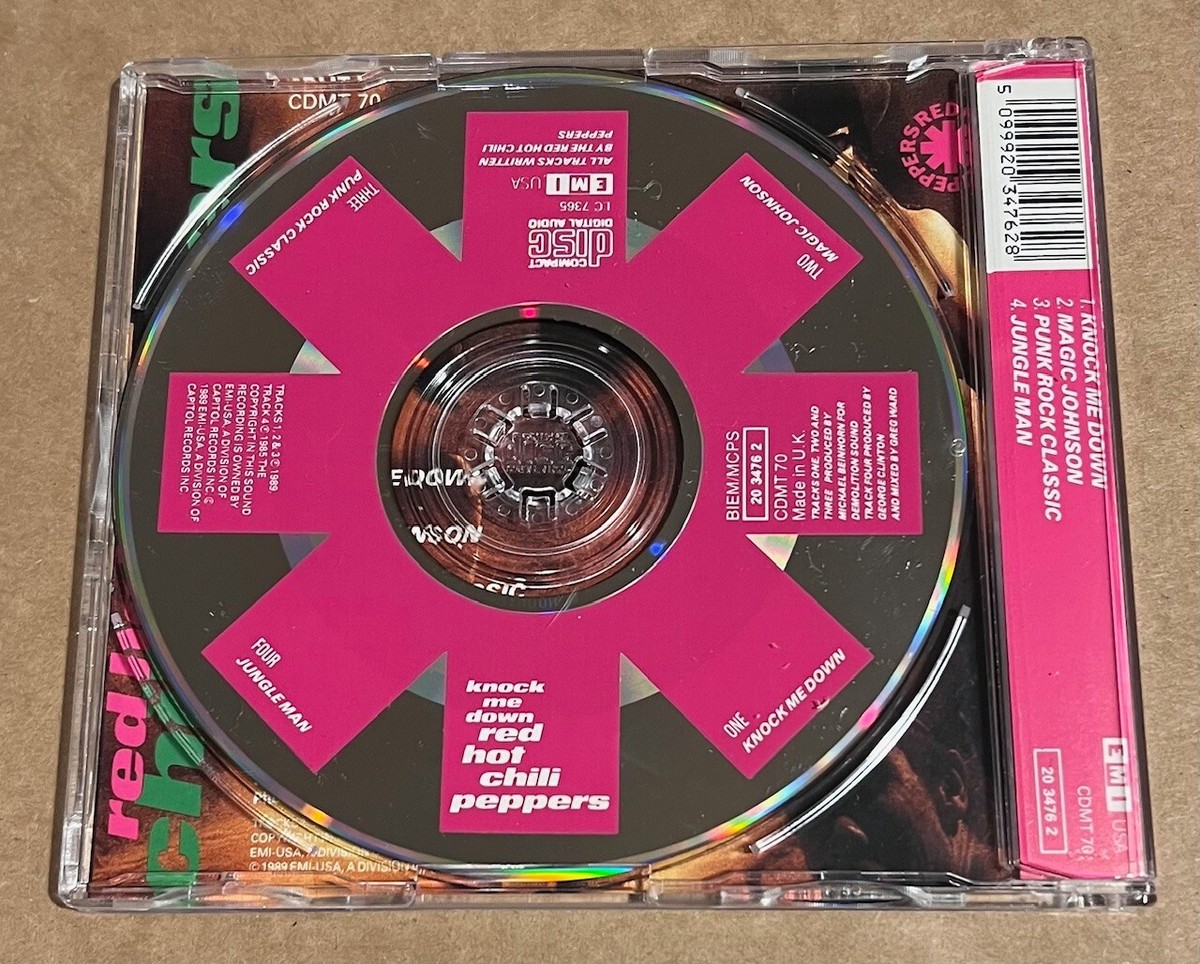 CDMT 70
ALL TRACKS WRITTEN
BY THE RED HOT CHILI
PEPPERS
EMI USA
LC 7365
COMPACT
disc
DIGITAL AUDIO
TWO
MAGIC JOHNSON
THREE
PUNK ROCK CLASSIC
TRACKS 1, 2 & 3 ℗ 1989
TRACK 4 ℗ 1985 THE
COPYRIGHT IN THIS SOUND
RECORDING IS OWNED BY
EMI-USA, A DIVISION OF
CAPITOL RECORDS INC. ©
1989 EMI-USA, A DIVISION OF
CAPITOL RECORDS INC.
BIEM/MCPS
20 3476 2
CDMT 70
Made in U.K.
TRACKS ONE, TWO AND
THREE PRODUCED BY
MICHAEL BEINHORN FOR
DEMOLITION SOUND
TRACK FOUR PRODUCED BY
GEORGE CLINTON
AND MIXED BY GREG WARD
FOUR
JUNGLE MAN
ONE
KNOCK ME DOWN
knock
me
down
red
hot
chili
peppers
red
ch
EMI-USA, A DIVISION
© 1989 EMI-USA, A DIVISION
PEPPERS RED
5 099920 347628
1. KNOCK ME DOWN
2. MAGIC JOHNSON
3. PUNK ROCK CLASSIC
4. JUNGLE MAN
EMI USA
CDMT 70
20 3476 2